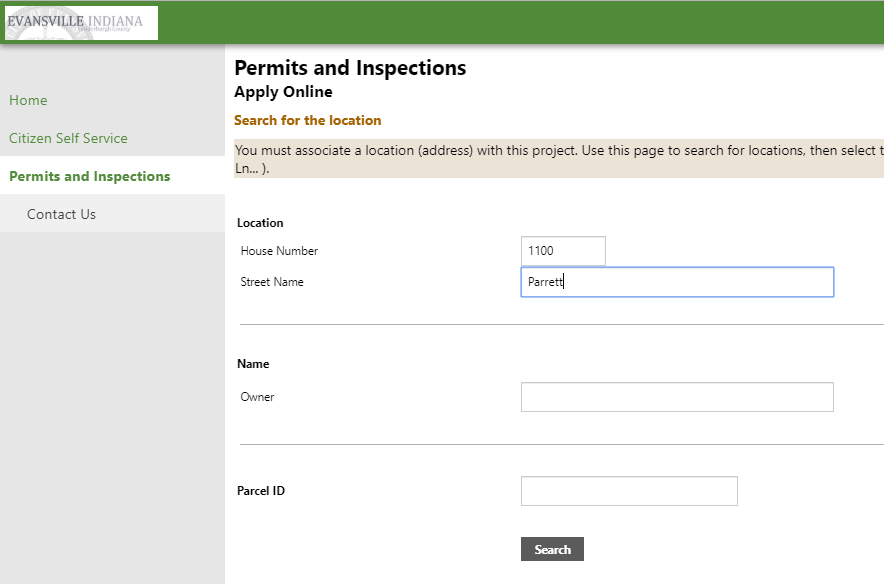 EVANSVILLE INDIANA
Vanderburgh County
Home
Citizen Self Service
Permits and Inspections
Contact Us
Permits and Inspections
Apply Online
Search for the location
You must associate a location (address) with this project. Use this page to search for locations, then select t
Ln... ).
Location
House Number
1100
Street Name
Parrett
Name
Owner
Parcel ID
Search